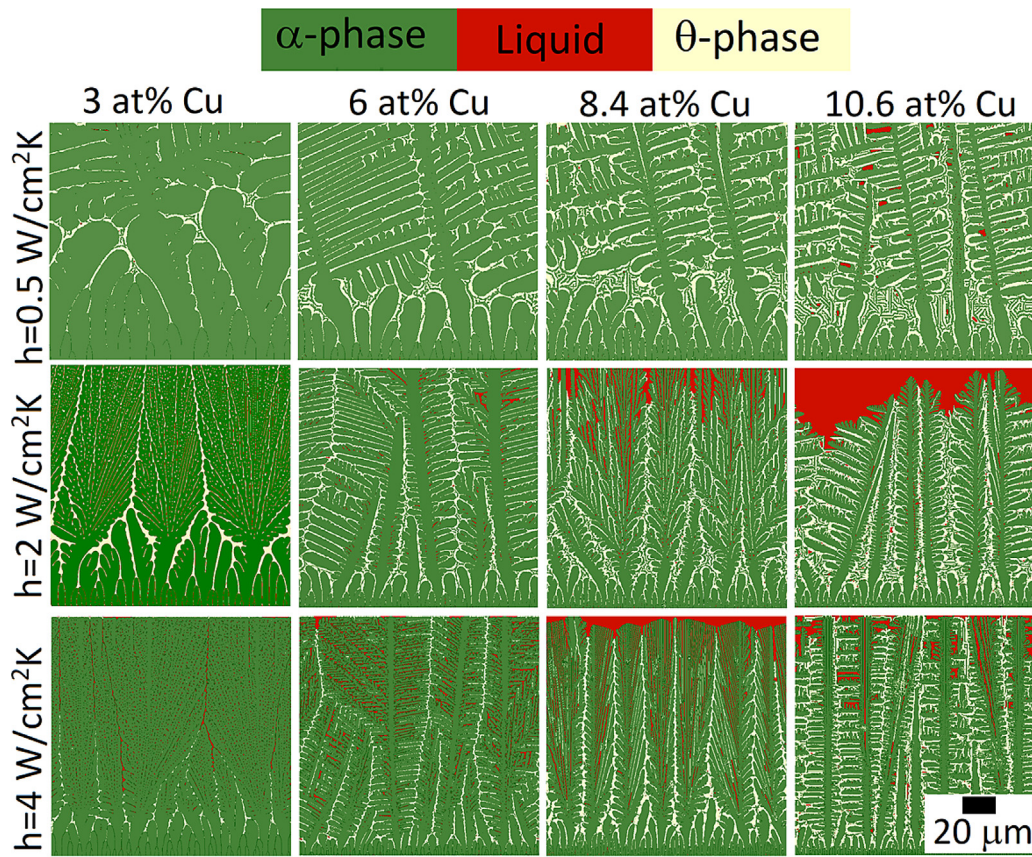 α-phase Liquid θ-phase
3 at% Cu 6 at% Cu 8.4 at% Cu 10.6 at% Cu
h=0.5 W/cm²K
h=2 W/cm²K
h=4 W/cm²K
20 μm